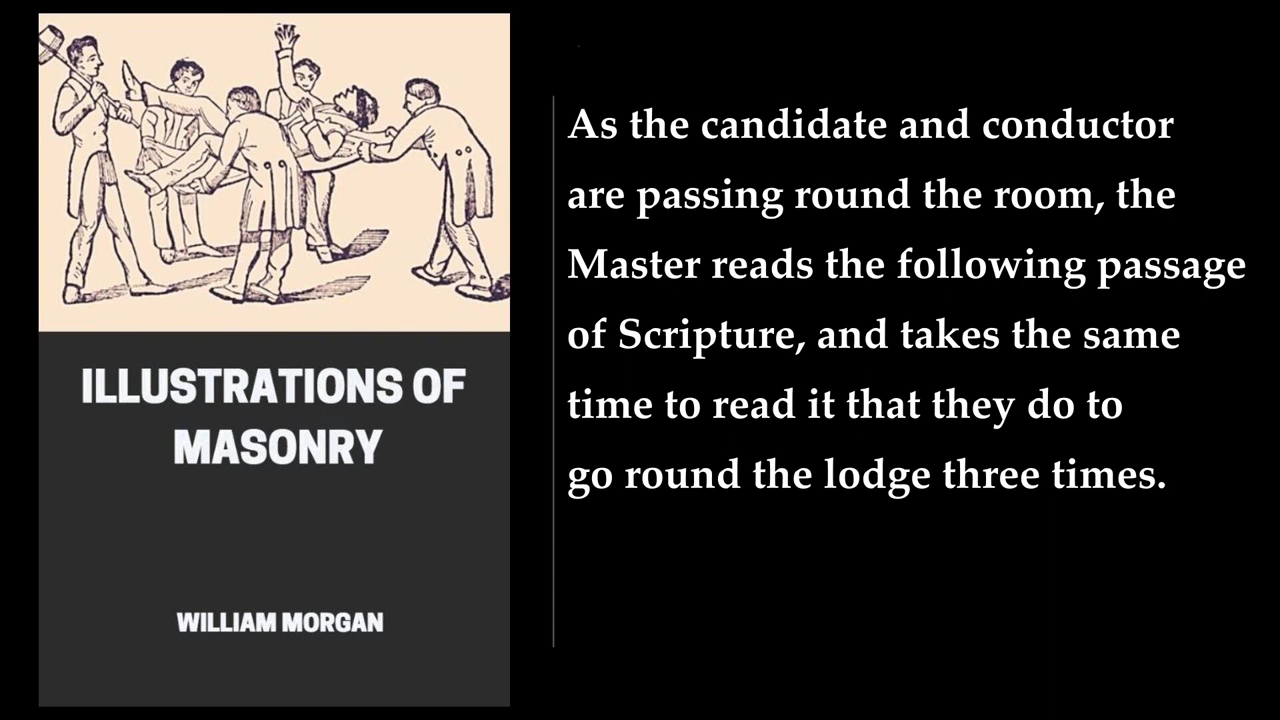 ILLUSTRATIONS OF
MASONRY
WILLIAM MORGAN
As the candidate and conductor
are passing round the room, the
Master reads the following passage
of Scripture, and takes the same
time to read it that they do to
go round the lodge three times.